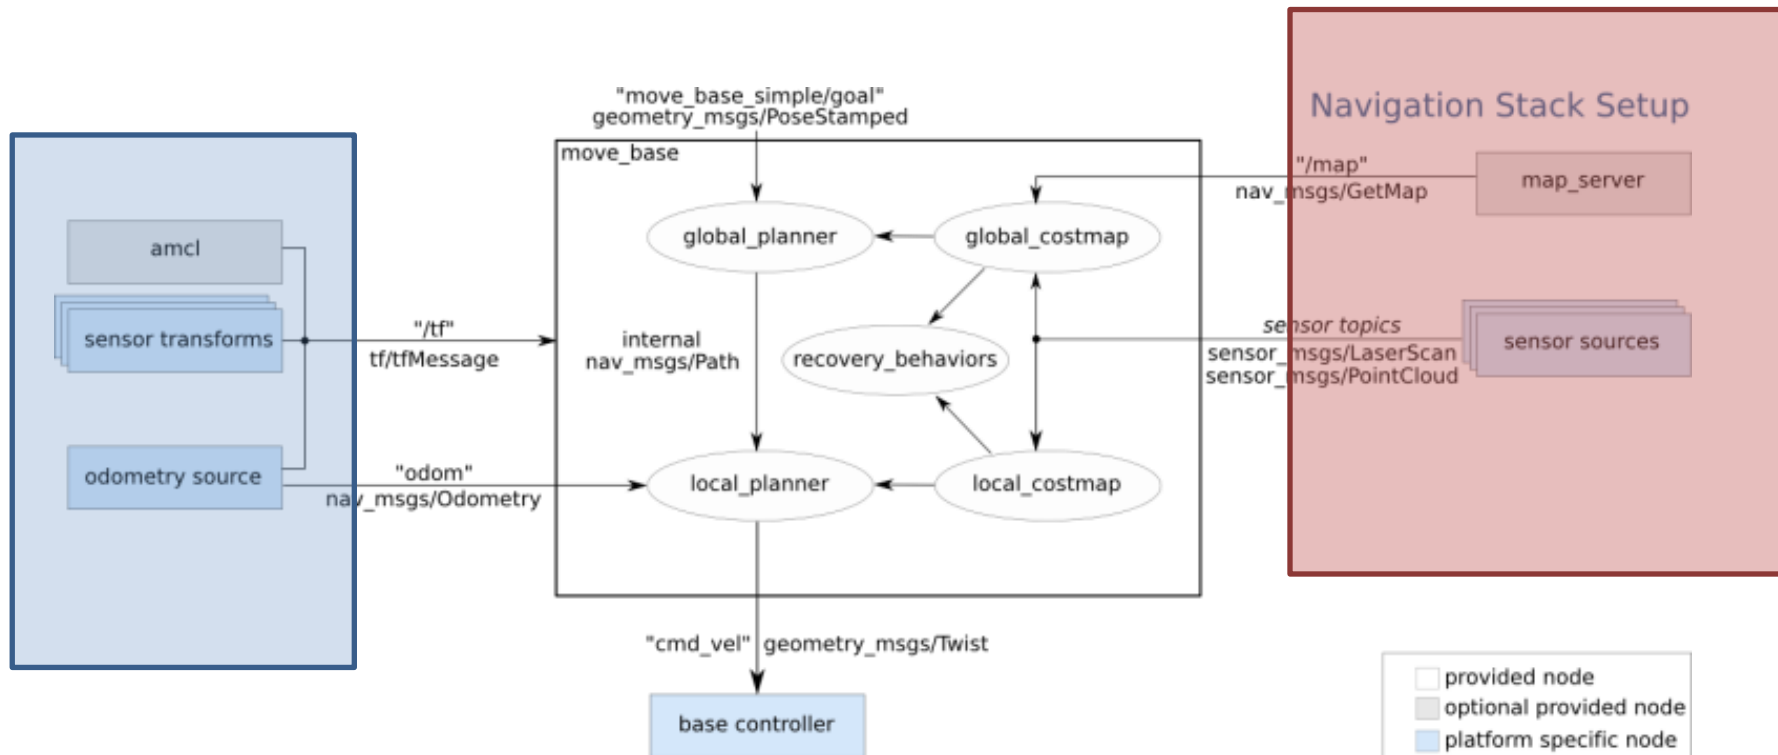 "move_base_simple/goal"
geometry_msgs/PoseStamped
Navigation Stack Setup
move_base
"/map"
nav_msgs/GetMap
map_server
amcl
global_planner
global_costmap
sensor transforms
"/tf"
tf/tfMessage
internal
nav_msgs/Path
recovery_behaviors
sensor topics
sensor_msgs/LaserScan
sensor_msgs/PointCloud
sensor sources
odometry source
"odom"
nav_msgs/Odometry
local_planner
local_costmap
"cmd_vel"
geometry_msgs/Twist
base controller
provided node
optional provided node
platform specific node